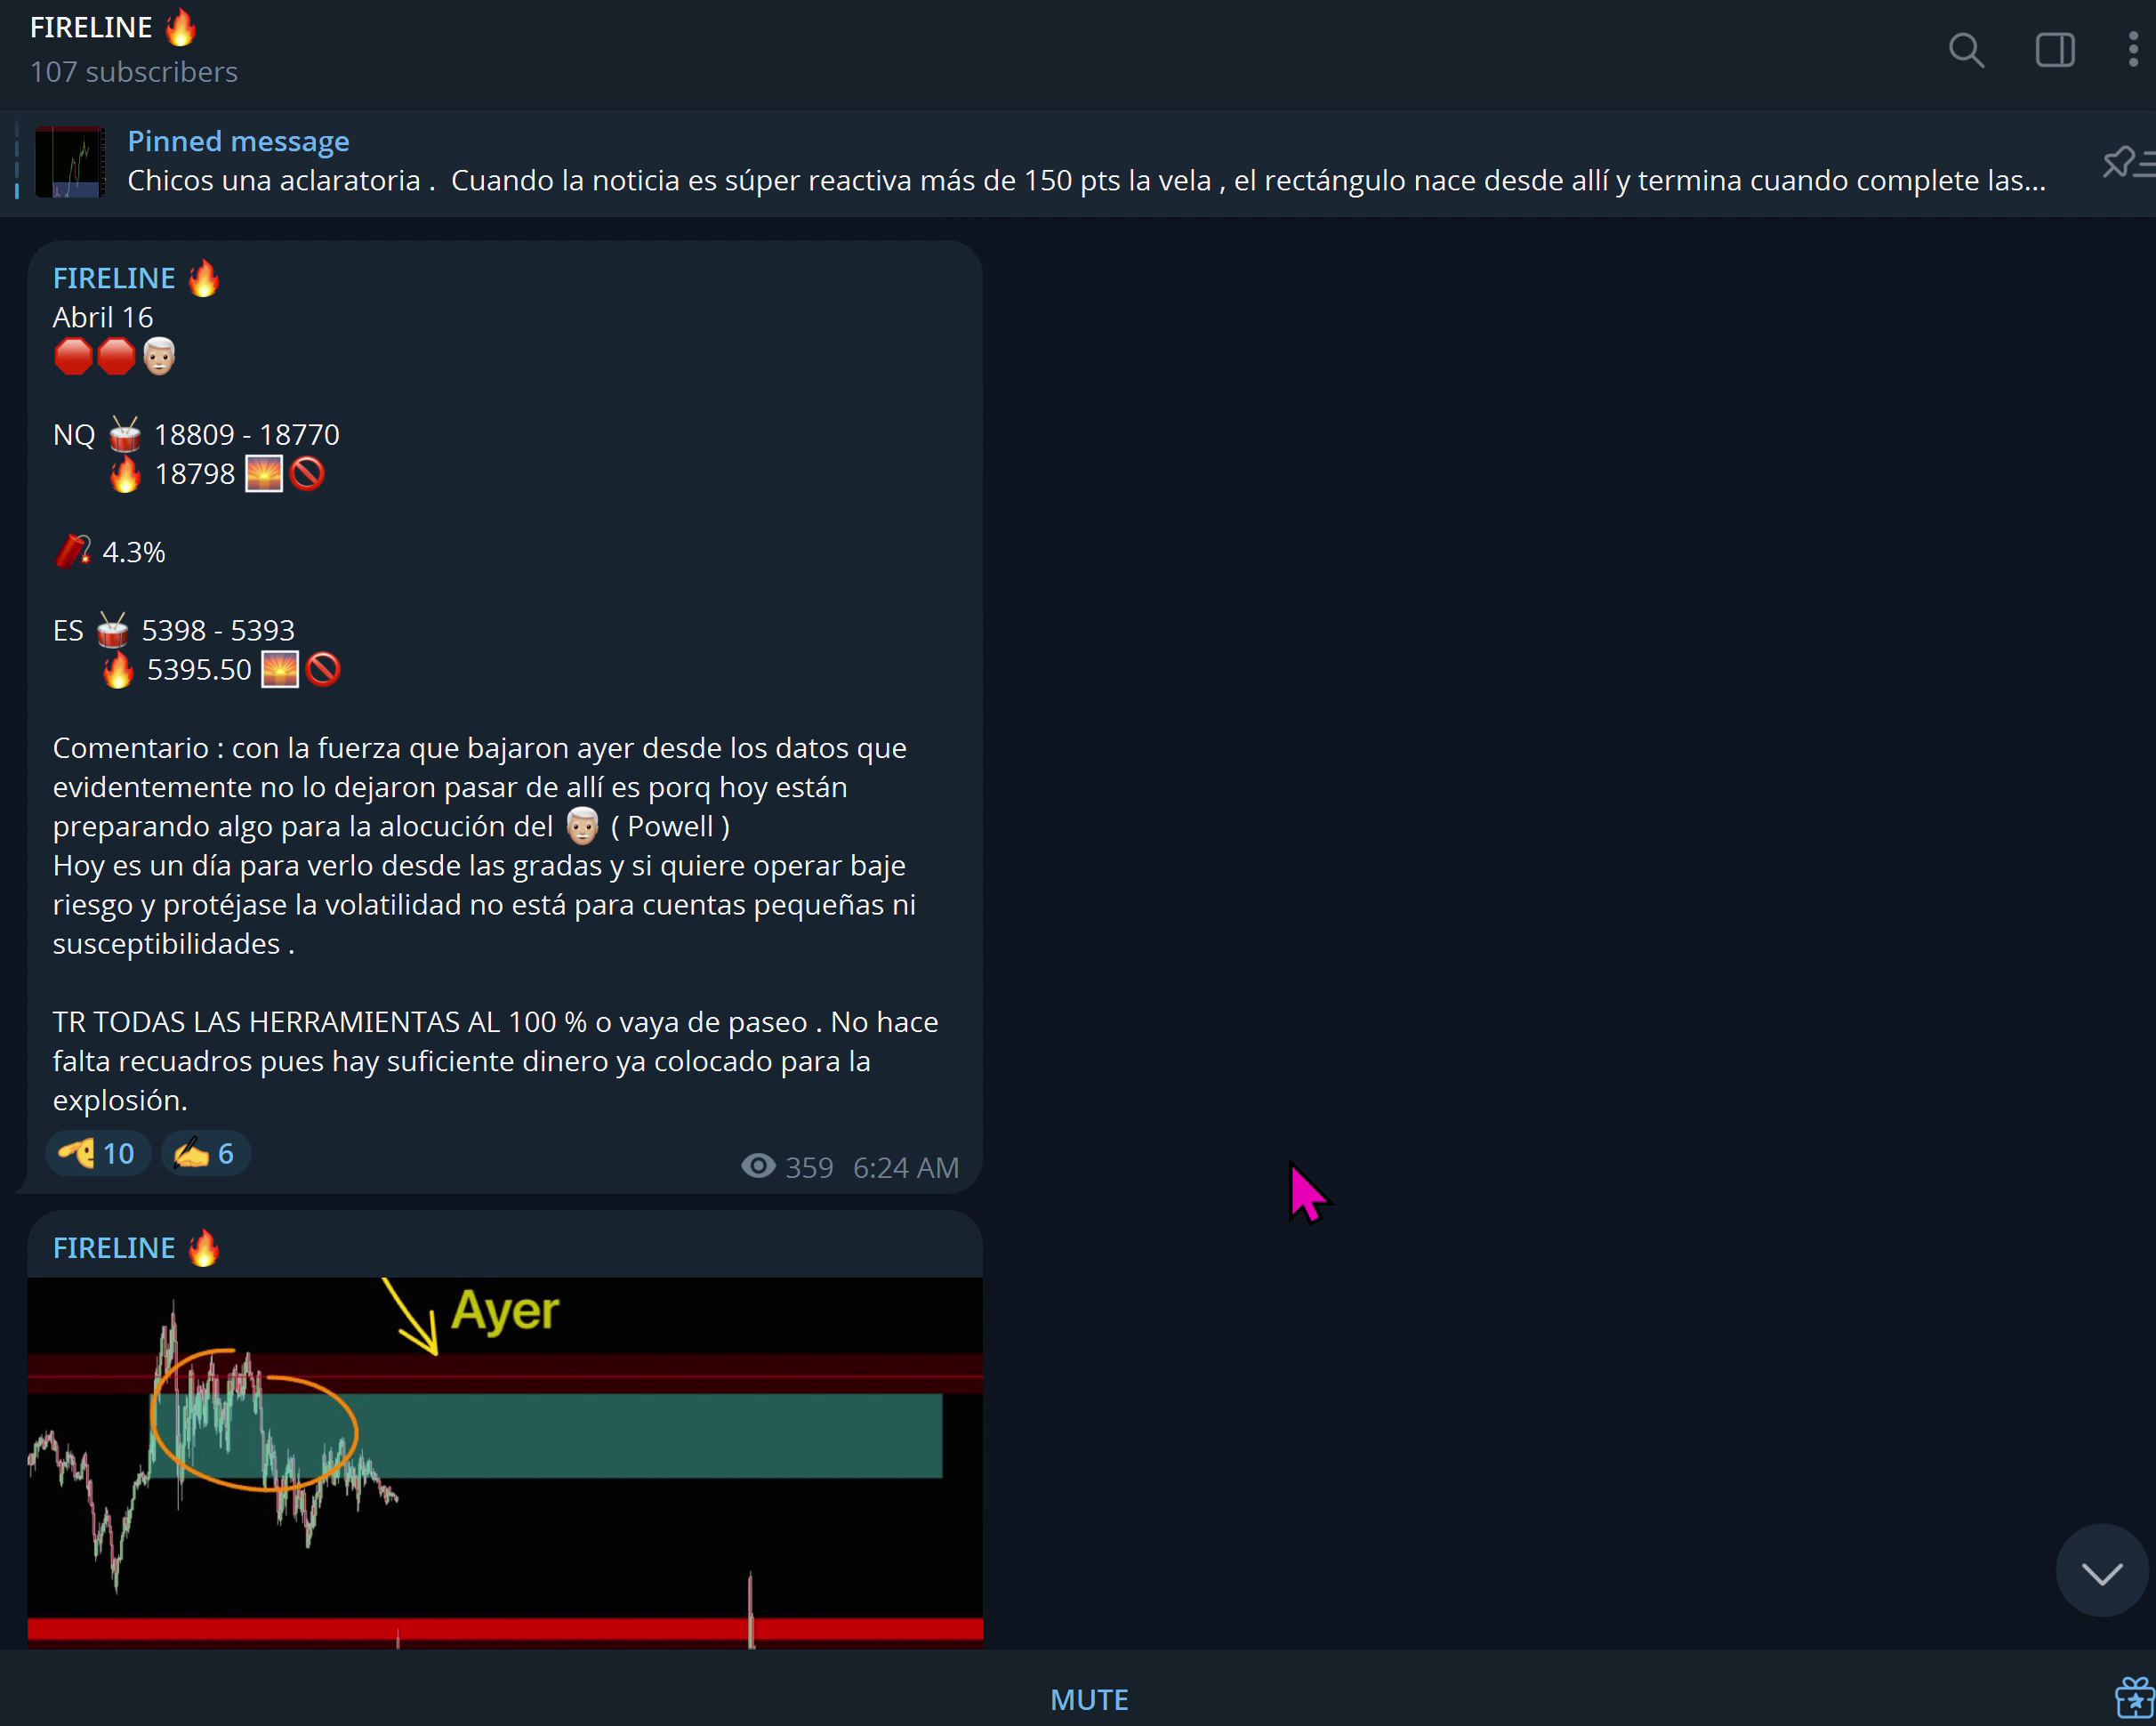 FIRELINE 🔥
107 subscribers
Pinned message
Chicos una aclaratoria . Cuando la noticia es súper reactiva más de 150 pts la vela , el rectángulo nace desde allí y termina cuando complete las...
FIRELINE 🔥
Abril 16
🛑🛑👨🏼‍🦳
NQ 🥁 18809 - 18770
🔥 18798 🌅🚫
🧨 4.3%
ES 🥁 5398 - 5393
🔥 5395.50 🌅🚫
Comentario : con la fuerza que bajaron ayer desde los datos que
evidentemente no lo dejaron pasar de allí es porq hoy están
preparando algo para la alocución del 👨🏼‍🦳 ( Powell )
Hoy es un día para verlo desde las gradas y si quiere operar baje
riesgo y protéjase la volatilidad no está para cuentas pequeñas ni
susceptibilidades .
TR TODAS LAS HERRAMIENTAS AL 100 % o vaya de paseo . No hace
falta recuadros pues hay suficiente dinero ya colocado para la
explosión.
10 ✍ 6
359 6:24 AM
FIRELINE 🔥
Ayer
MUTE